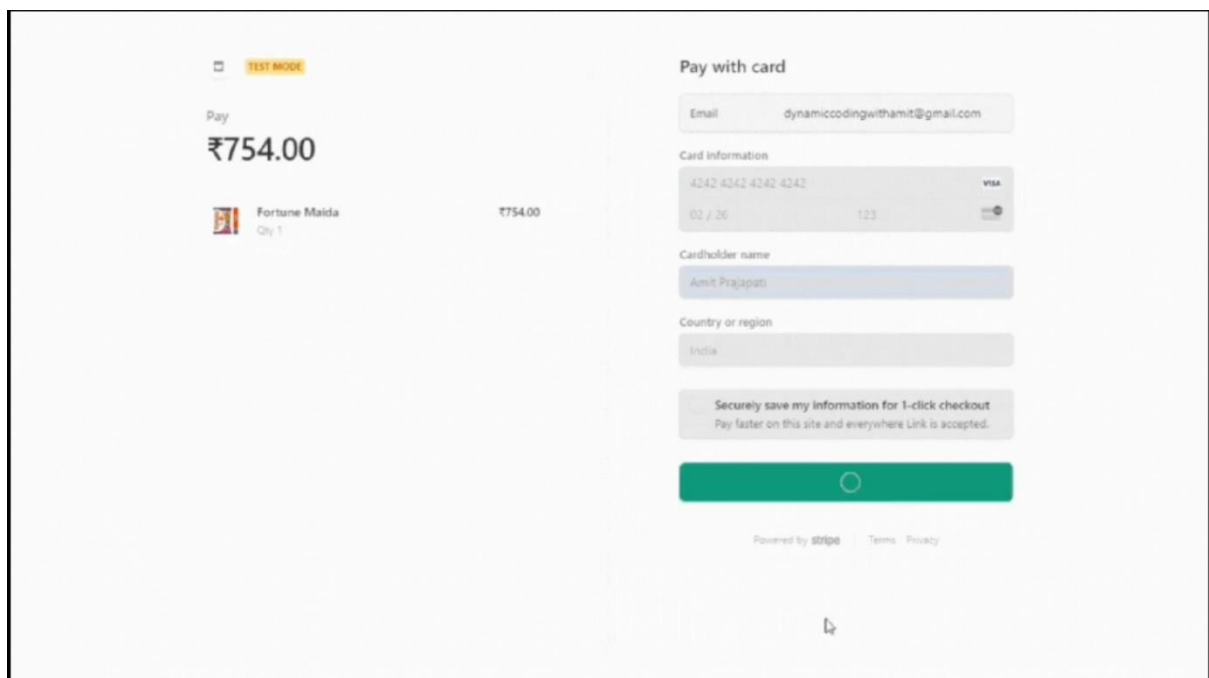 TEST MODE
Pay
₹754.00
Fortune Maida ₹754.00
Qty 1
Pay with card
Email dynamiccodingwithamit@gmail.com
Card information
4242 4242 4242 4242 VISA
02 / 26 123
Cardholder name
Amit Prajapati
Country or region
India
Securely save my information for 1-click checkout
Pay faster on this site and everywhere Link is accepted.
Powered by stripe Terms Privacy